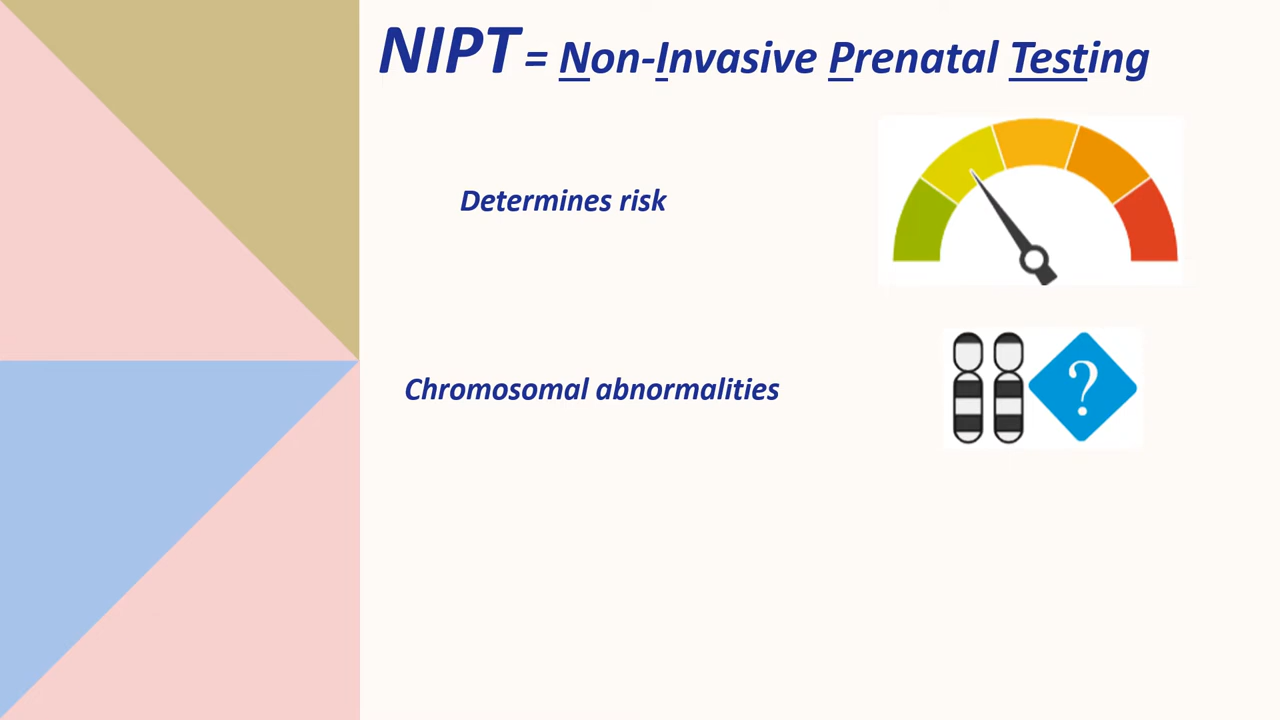 NIPT = Non-Invasive Prenatal Testing
Determines risk
Chromosomal abnormalities
?